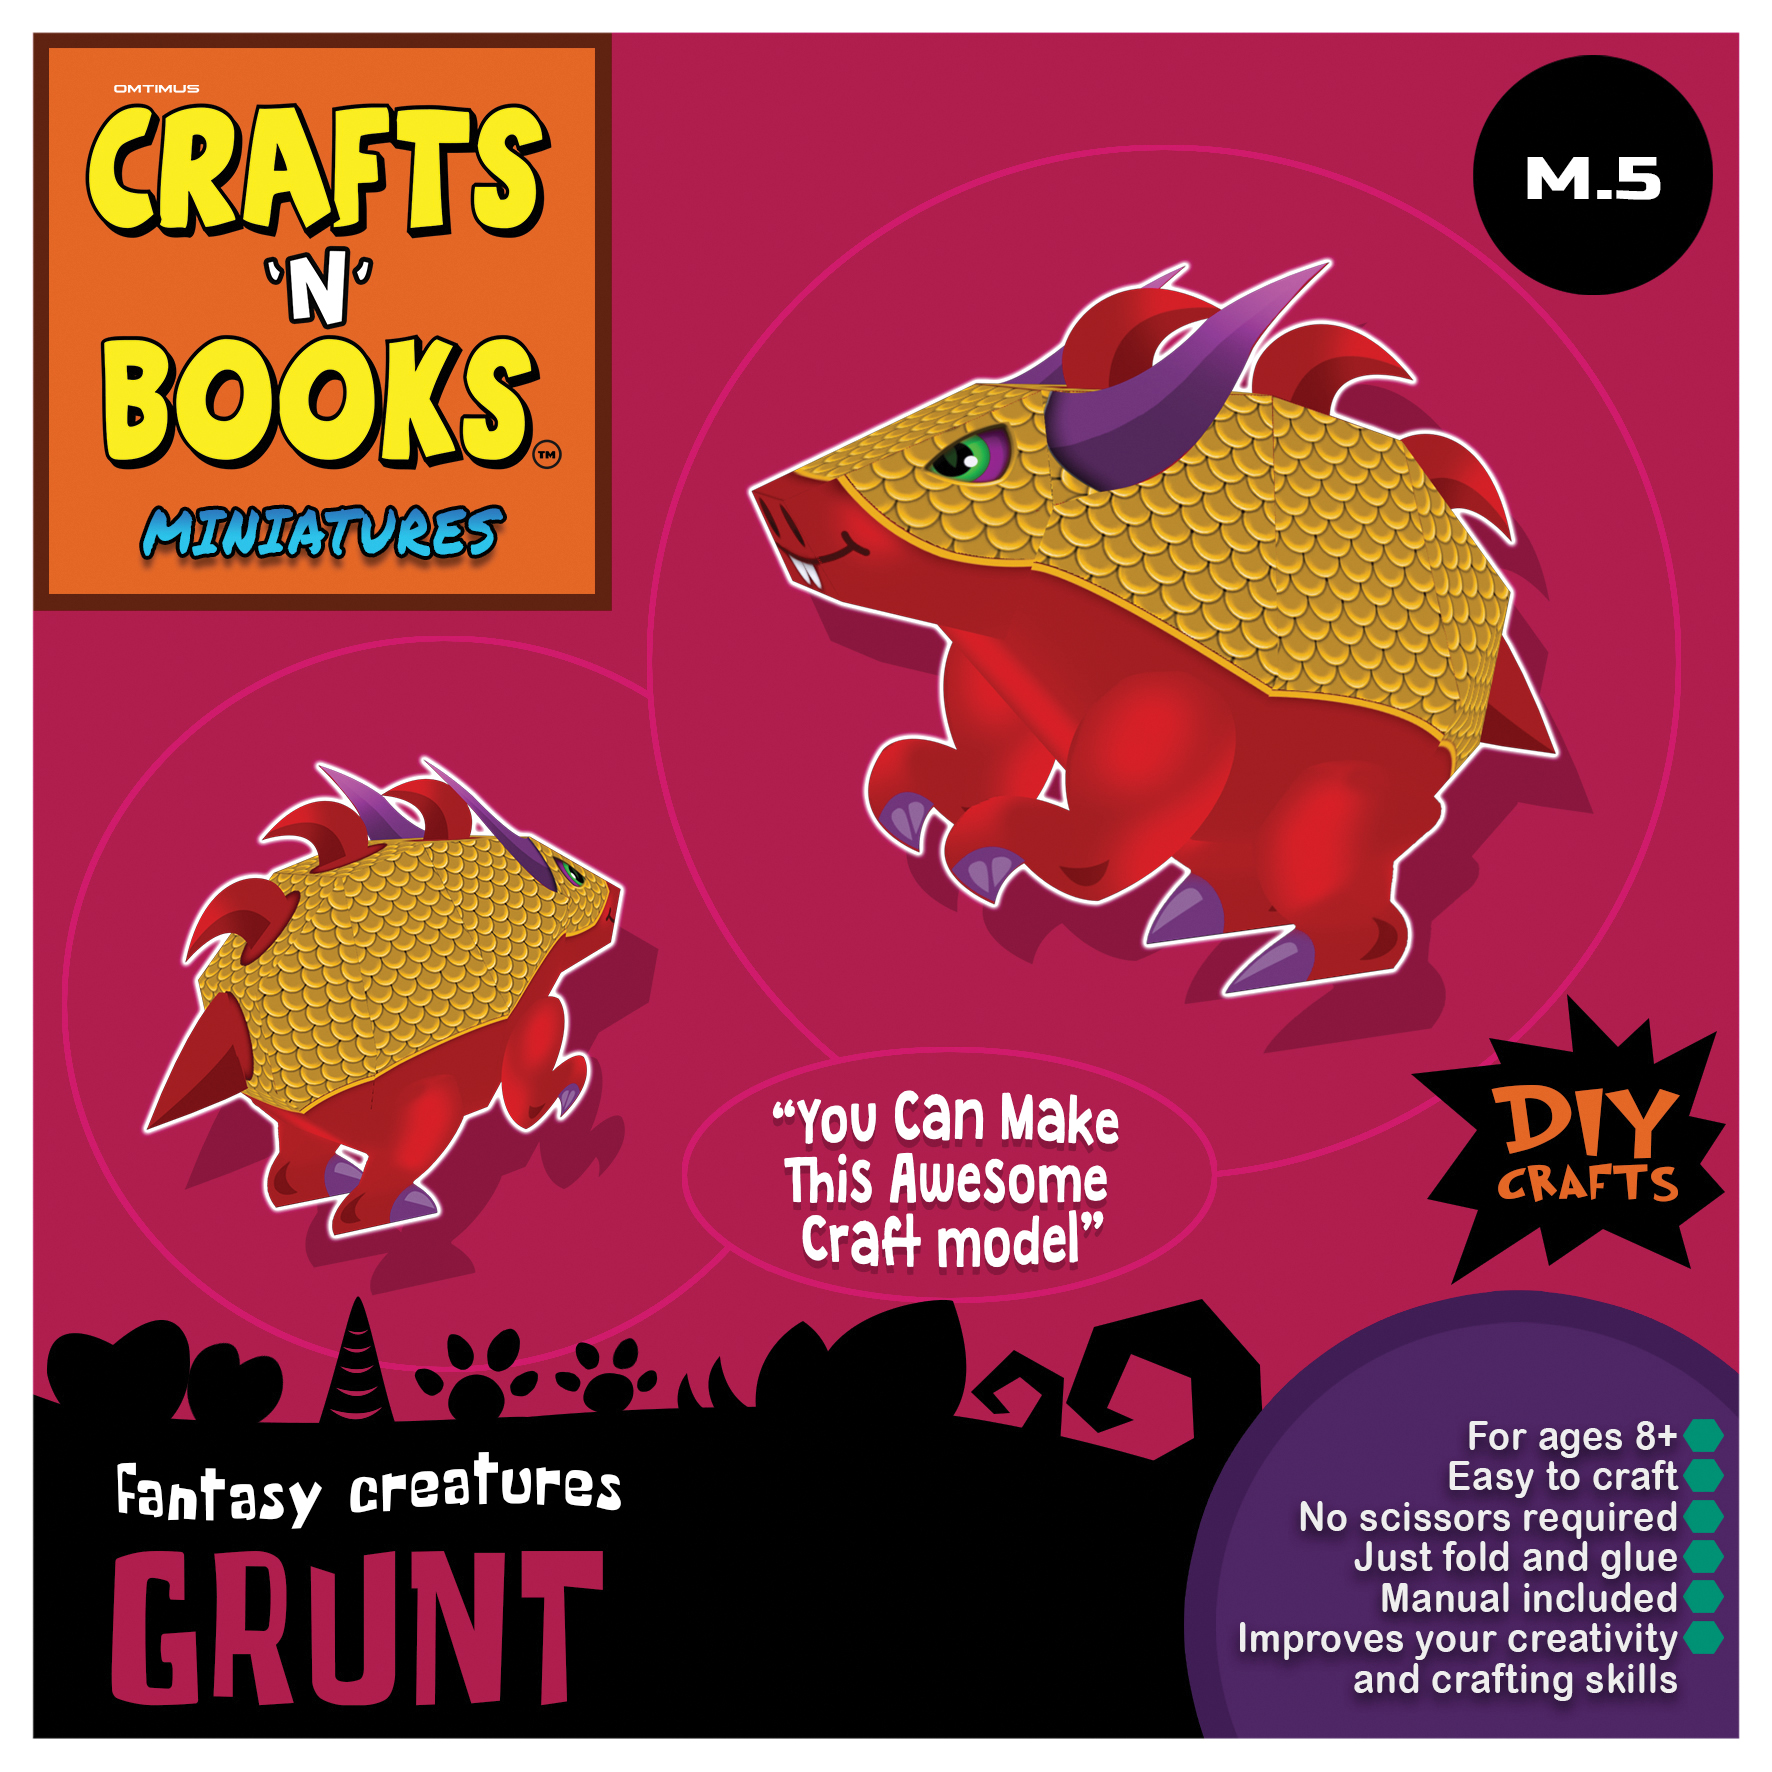 OMTIMUS
CRAFTS
'N'
BOOKS
TM
MINIATURES
M.5
“You Can Make
This Awesome
Craft model”
DIY
CRAFTS
Fantasy creatures
GRUNT
For ages 8+
Easy to craft
No scissors required
Just fold and glue
Manual included
Improves your creativity
and crafting skills